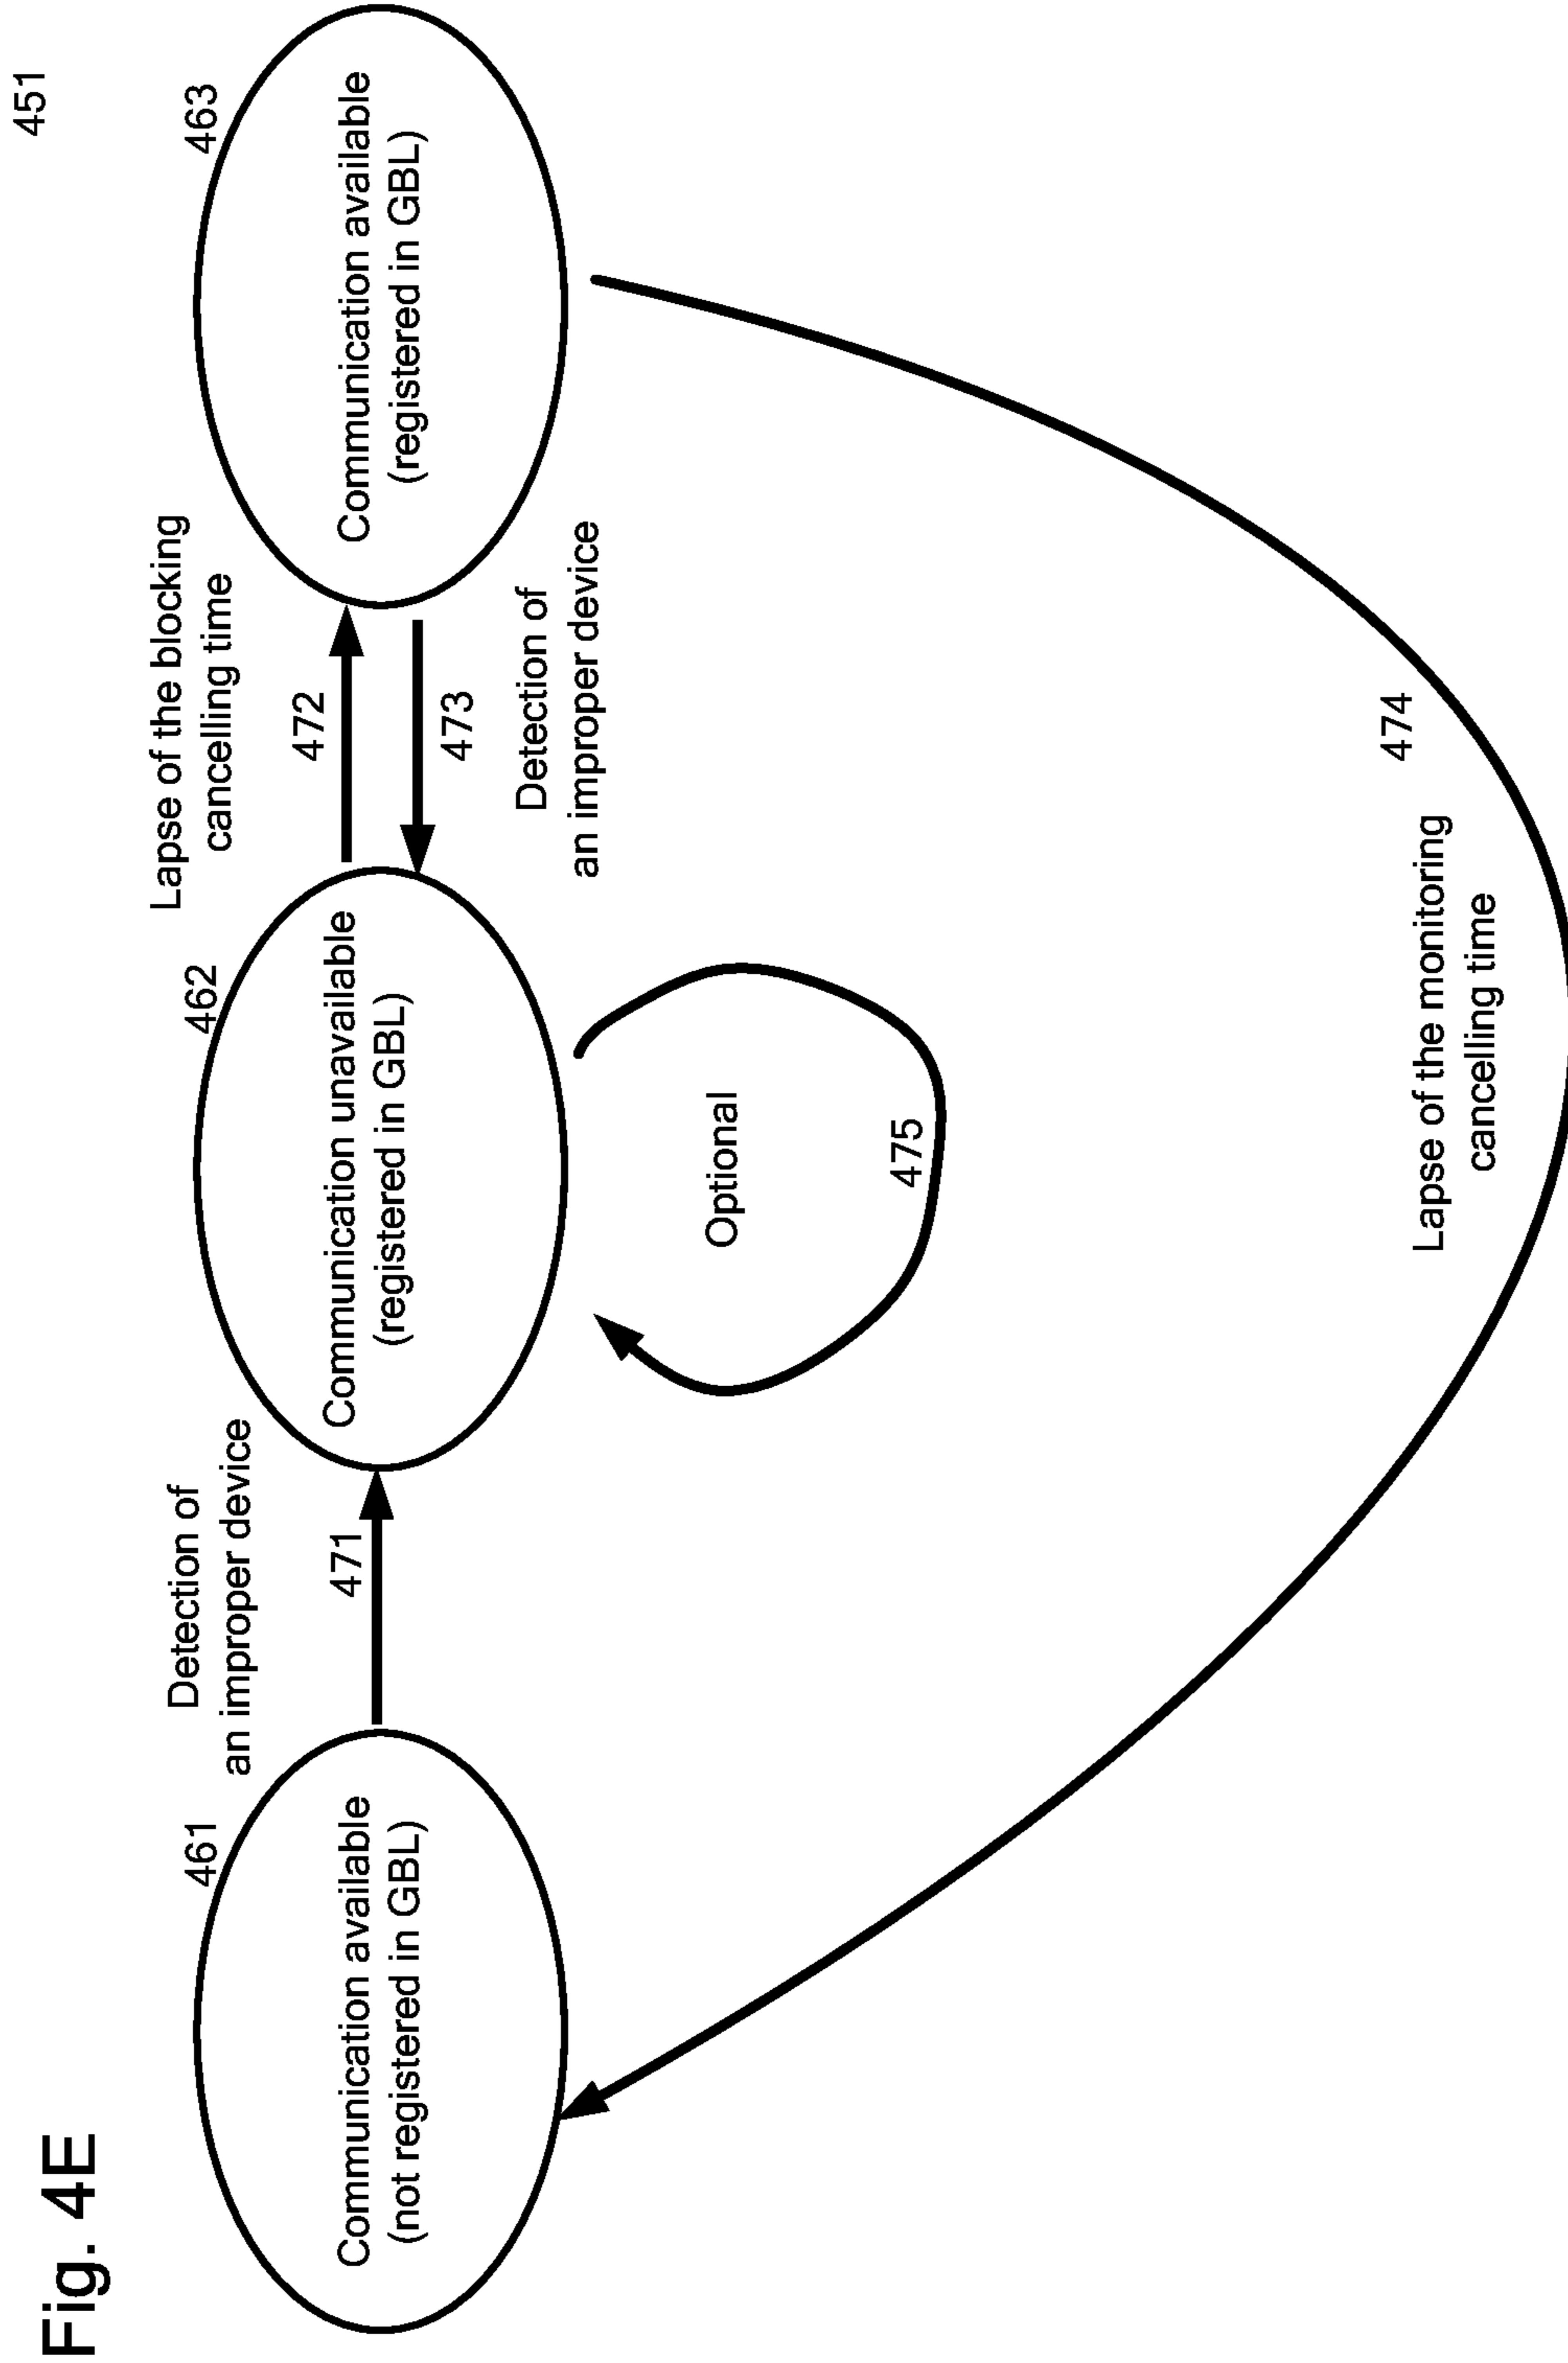 Fig. 4E
451
461
Communication available
(not registered in GBL)
Detection of
an improper device
471
462
Communication unavailable
(registered in GBL)
Lapse of the blocking
cancelling time
472
473
Detection of
an improper device
463
Communication available
(registered in GBL)
Optional
475
474
Lapse of the monitoring
cancelling time